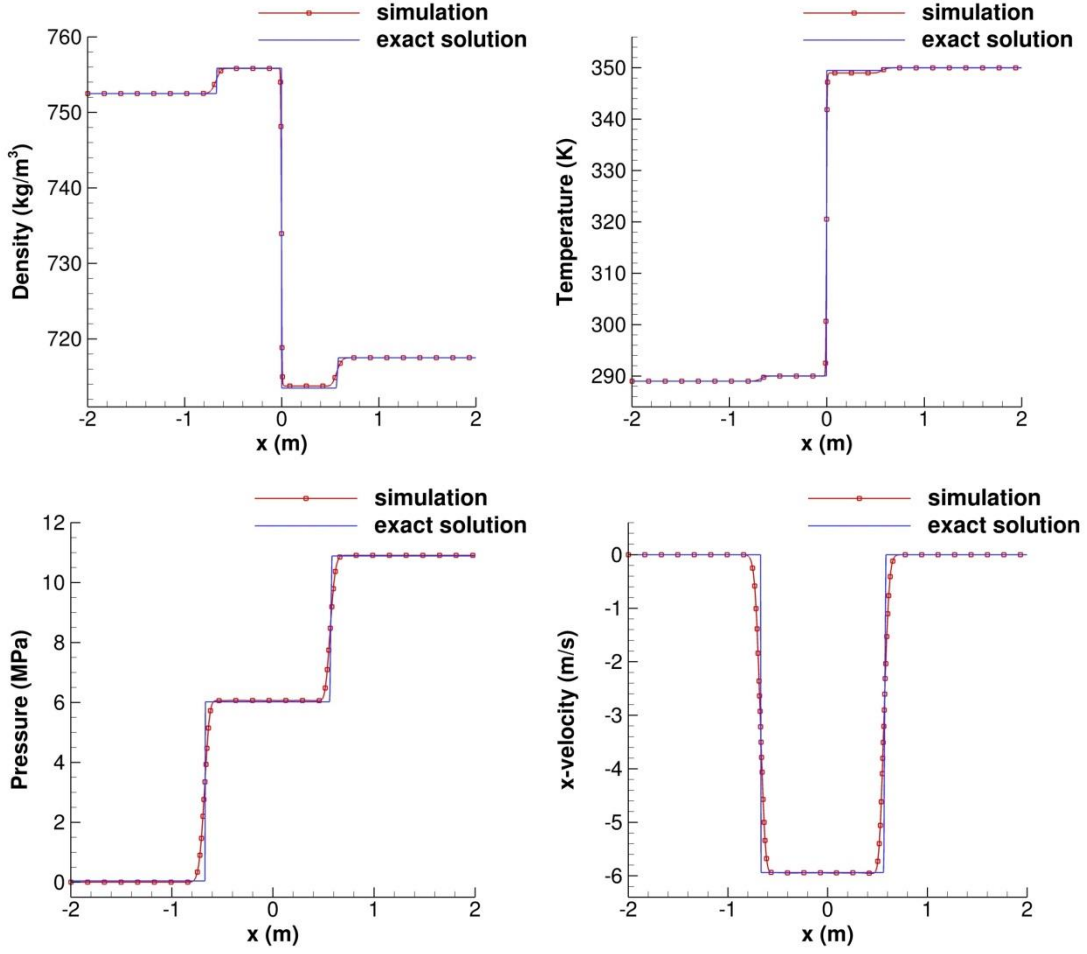 simulation
exact solution
760
750
740
730
720
Density (kg/m³)
-2 -1 0 1 2
x (m)
simulation
exact solution
350
340
330
320
310
300
290
Temperature (K)
-2 -1 0 1 2
x (m)
simulation
exact solution
12
10
8
6
4
2
0
Pressure (MPa)
-2 -1 0 1 2
x (m)
simulation
exact solution
0
-1
-2
-3
-4
-5
-6
x-velocity (m/s)
-2 -1 0 1 2
x (m)